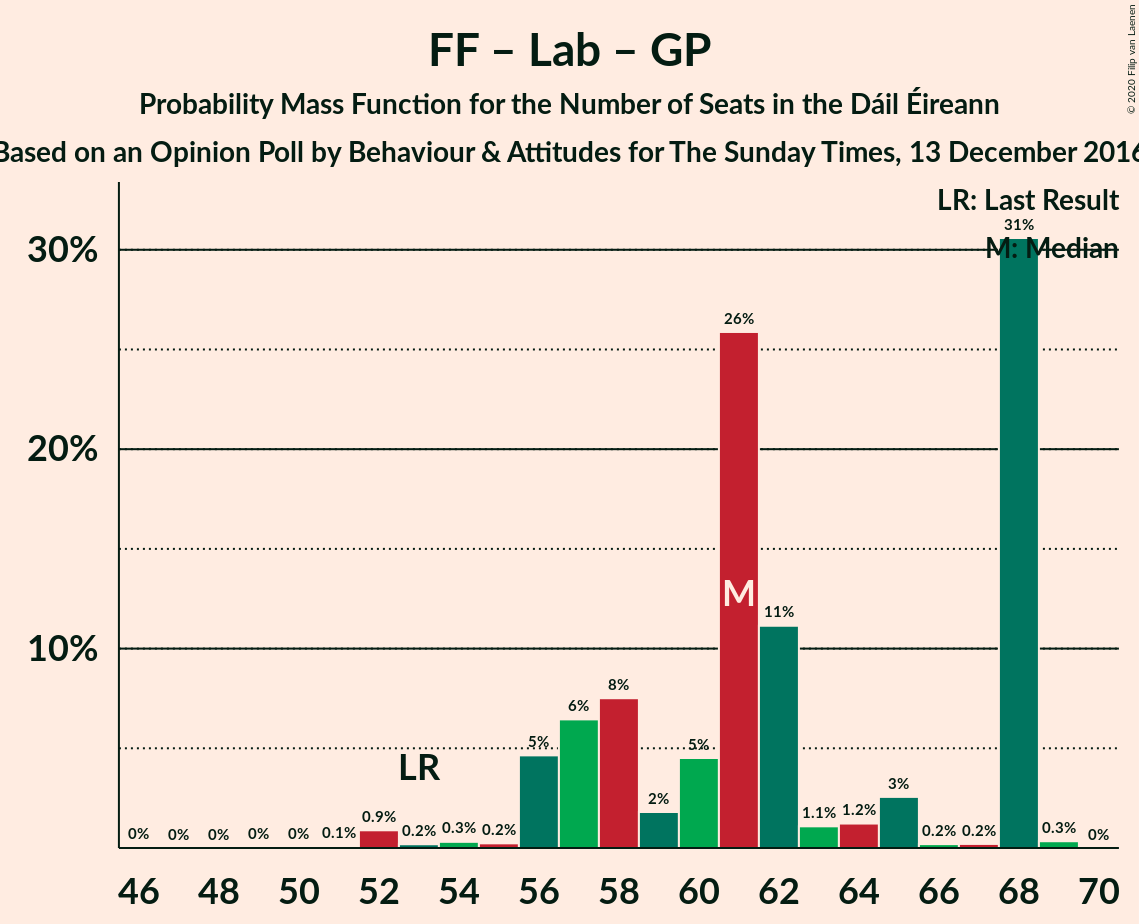 FF – Lab – GP
Probability Mass Function for the Number of Seats in the Dáil Éireann
Based on an Opinion Poll by Behaviour & Attitudes for The Sunday Times, 13 December 2016
© 2020 Filip van Laenen
LR: Last Result
M: Median
30%
20%
10%
0% 0% 0% 0% 0% 0.1% 0.9% 0.2% 0.3% 0.2% 5% 6% 8% 2% 5% 26% 11% 1.1% 1.2% 3% 0.2% 0.2% 31% 0.3% 0%
LR
M
46 48 50 52 54 56 58 60 62 64 66 68 70